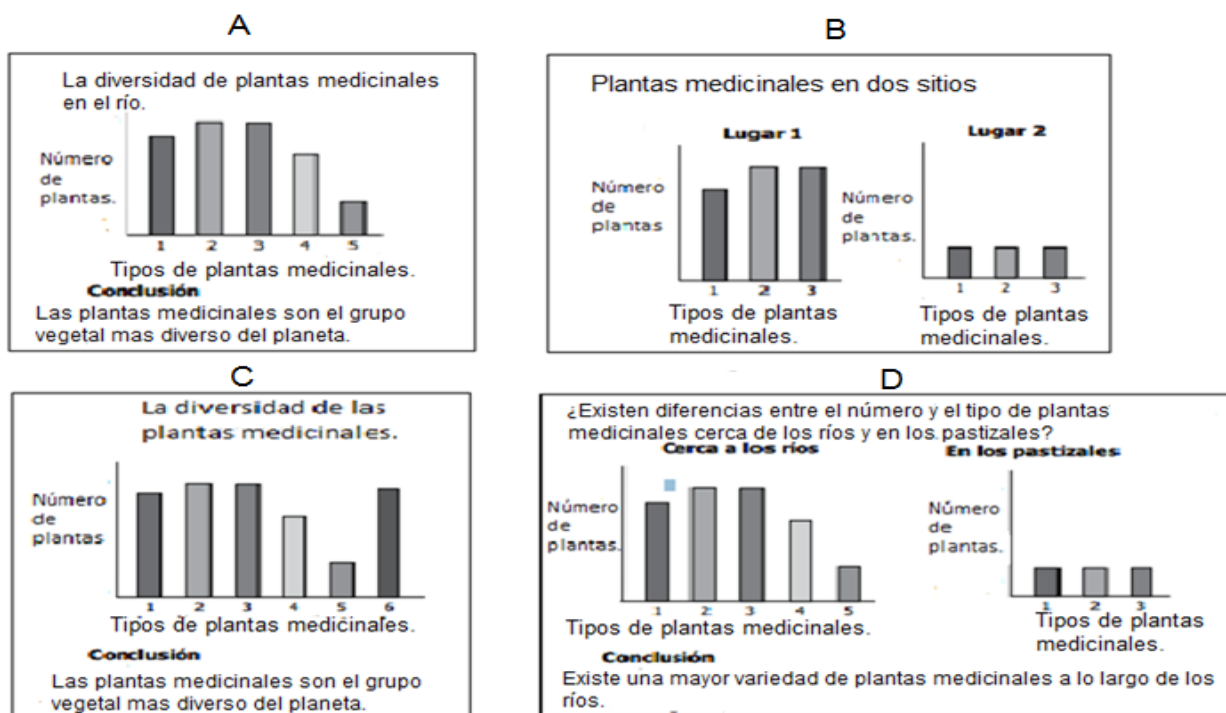 A
La diversidad de plantas medicinales
en el río.
Número
de
plantas.
1 2 3 4 5
Tipos de plantas medicinales.
Conclusión
Las plantas medicinales son el grupo
vegetal mas diverso del planeta.
B
Plantas medicinales en dos sitios
Lugar 1
Número
de
plantas
1 2 3
Tipos de plantas
medicinales.
Lugar 2
Número
de
plantas.
1 2 3
Tipos de plantas
medicinales.
C
La diversidad de las
plantas medicinales.
Número
de
plantas
1 2 3 4 5 6
Tipos de plantas medicinales.
Conclusión
Las plantas medicinales son el grupo
vegetal mas diverso del planeta.
D
¿Existen diferencias entre el número y el tipo de plantas
medicinales cerca de los ríos y en los pastizales?
Cerca a los ríos
Número
de
plantas.
1 2 3 4 5
Tipos de plantas medicinales.
En los pastizales
Número
de
plantas.
1 2 3
Tipos de plantas
medicinales.
Conclusión
Existe una mayor variedad de plantas medicinales a lo largo de los
ríos.